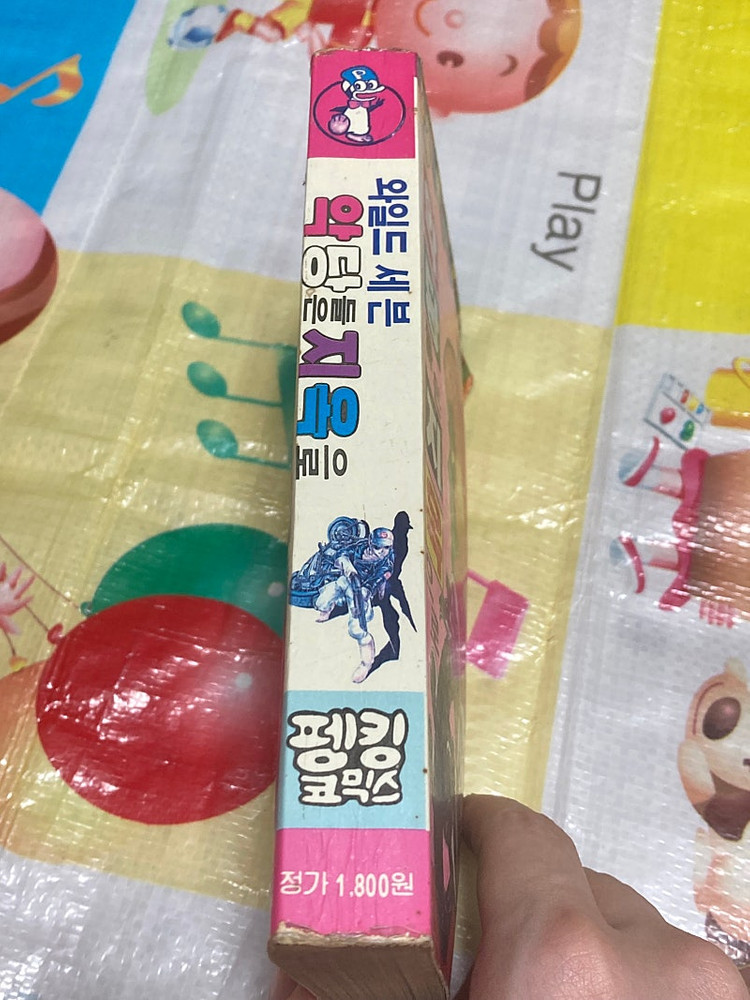 P
와일드 세븐
악당들은 지옥으로
펭킹
코믹스
정가 1,800원
Play